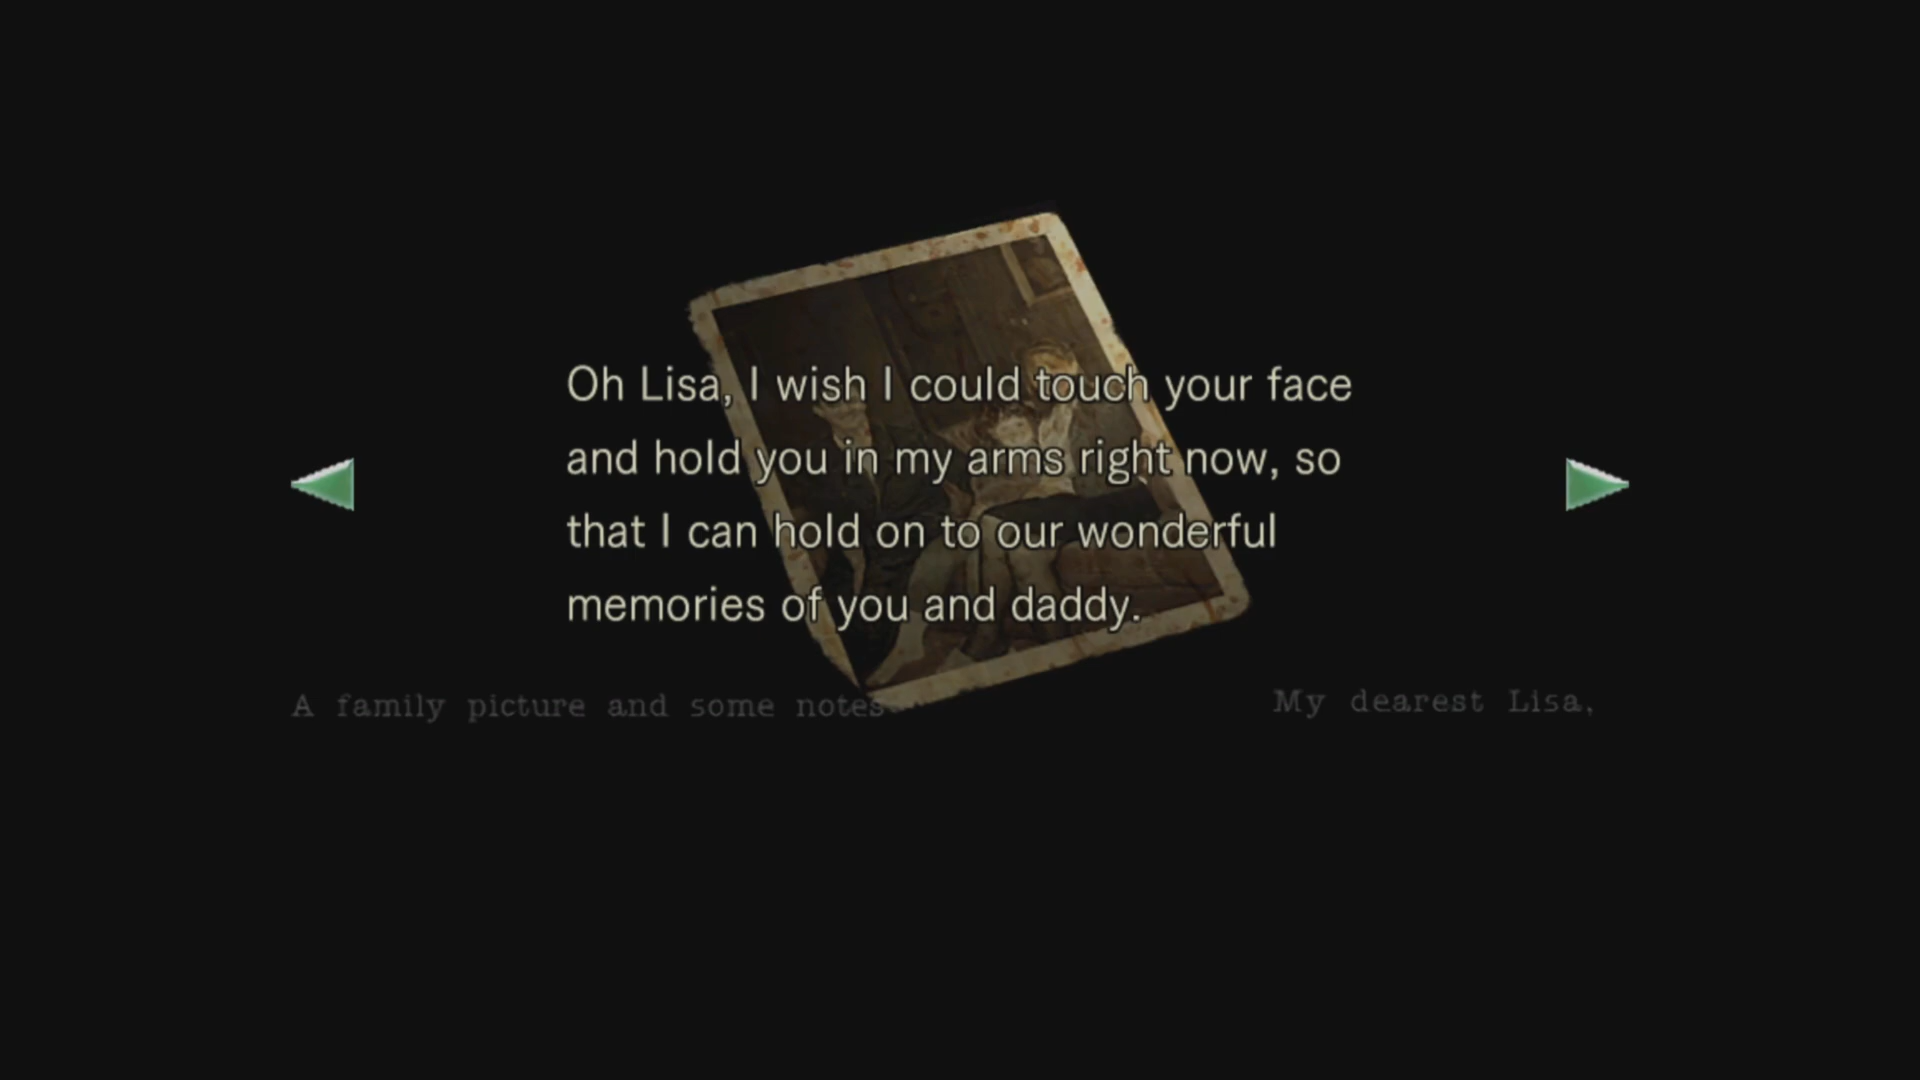 Oh Lisa, I wish I could touch your face
and hold you in my arms right now, so
that I can hold on to our wonderful
memories of you and daddy.
A family picture and some notes
My dearest Lisa,